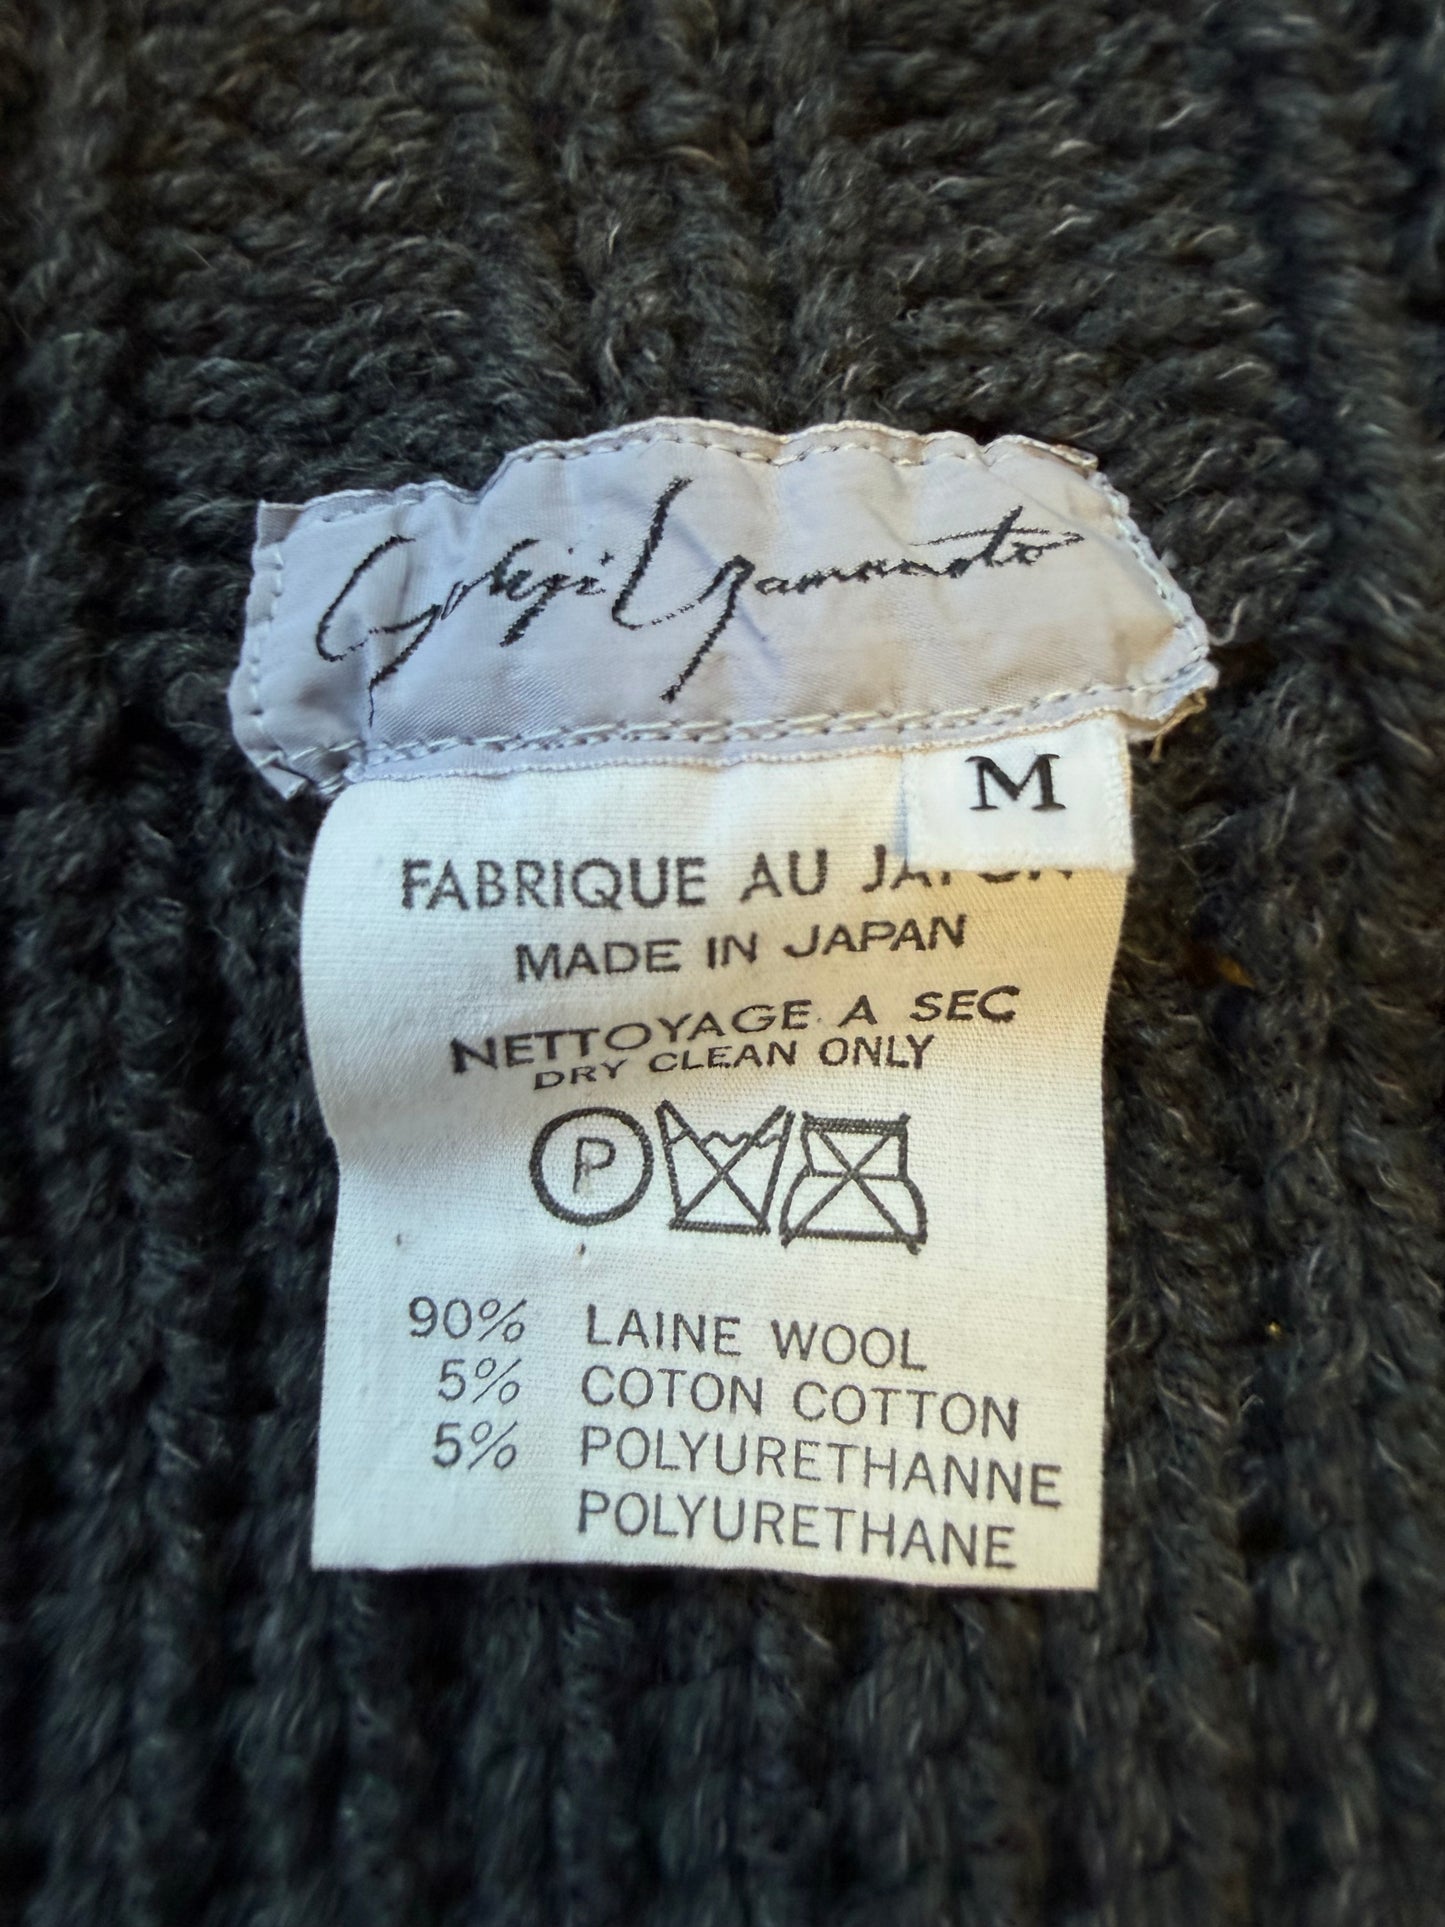 Yohji Yamamoto
M
FABRIQUE AU JAPON
MADE IN JAPAN
NETTOYAGE A SEC
DRY CLEAN ONLY
P
90% LAINE WOOL
5% COTON COTTON
5% POLYURETHANNE
POLYURETHANE